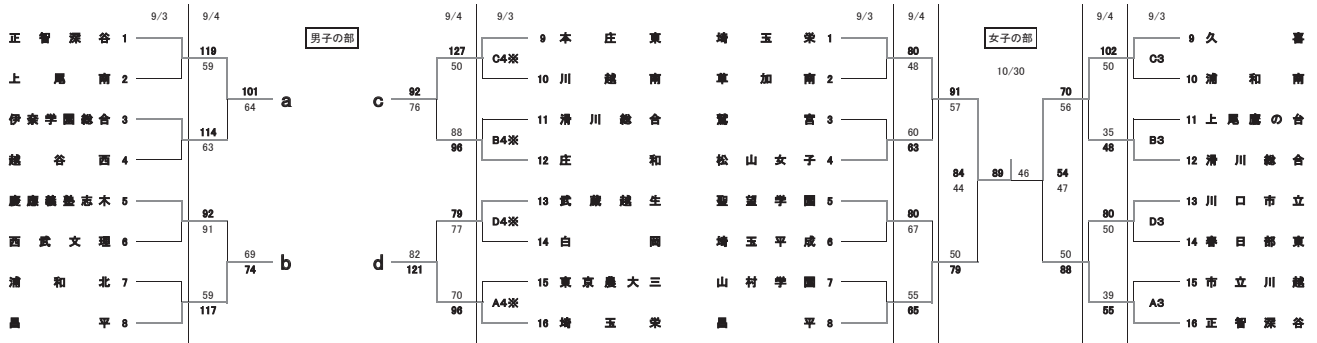 9/3 9/4 9/4 9/3 9/3 9/4 9/4 9/3
男子の部
女子の部
10/30
正智深谷 1
上尾南 2
伊奈学園総合 3
越谷西 4
慶應義塾志木 5
西武文理 6
浦和北 7
昌平 8
119
59
114
63
92
91
59
117
101
64
a
69
74
b
c
92
76
d
82
121
127
50
C4※
88
96
B4※
79
77
D4※
70
96
A4※
9 本庄東
10 川越南
11 滑川総合
12 庄和
13 武蔵越生
14 白岡
15 東京農大三
16 埼玉栄
埼玉栄 1
草加南 2
鷲宮 3
松山女子 4
聖望学園 5
埼玉平成 6
山村学園 7
昌平 8
80
48
60
63
80
67
55
65
91
57
50
79
84
44
89 46
54
47
70
56
50
88
102
50
C3
35
48
B3
80
50
D3
39
55
A3
9 久喜
10 浦和南
11 上尾鷹の台
12 滑川総合
13 川口市立
14 春日部東
15 市立川越
16 正智深谷